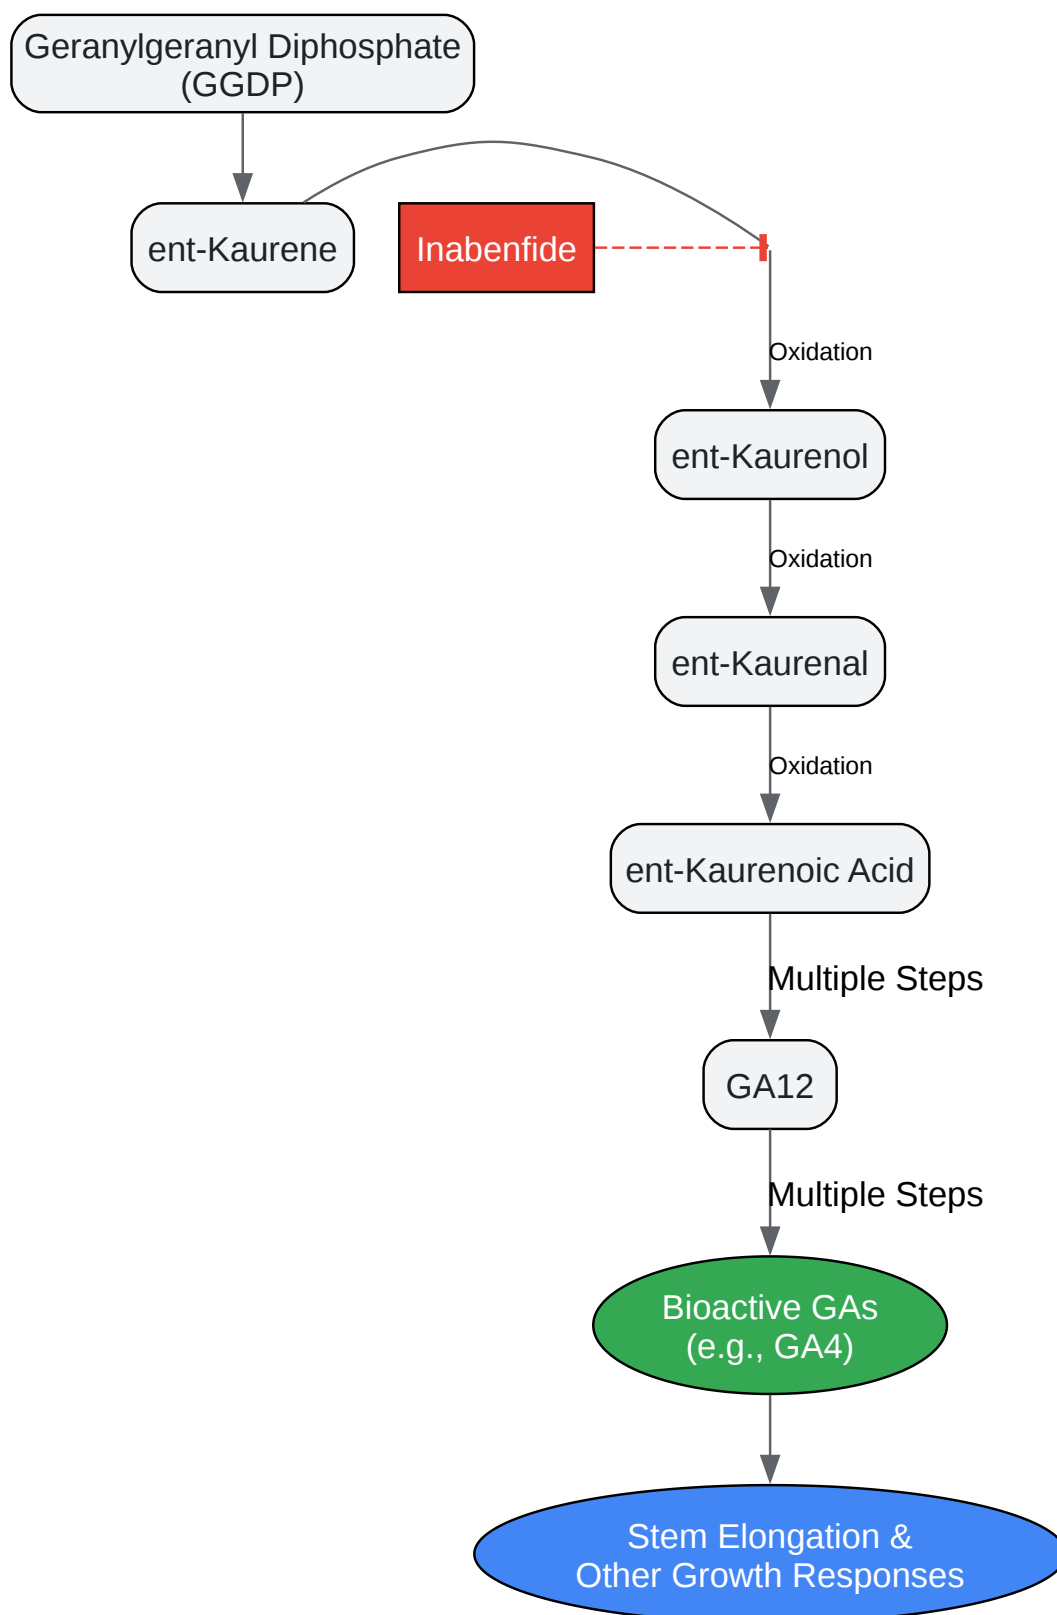 Geranylgeranyl Diphosphate
(GGDP)
ent-Kaurene
Inabenfide
Oxidation
ent-Kaurenol
Oxidation
ent-Kaurenal
Oxidation
ent-Kaurenoic Acid
Multiple Steps
GA12
Multiple Steps
Bioactive GAs
(e.g., GA4)
Stem Elongation &
Other Growth Responses